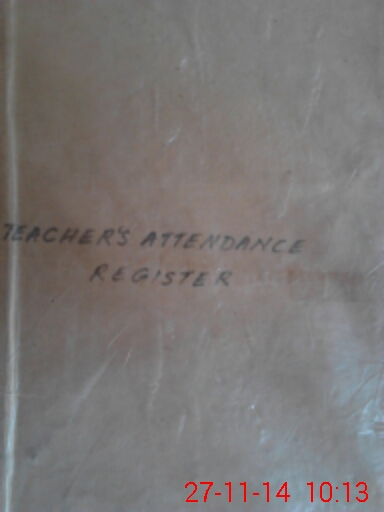 TEACHER'S ATTENDANCE
REGISTER
27-11-14 10:13